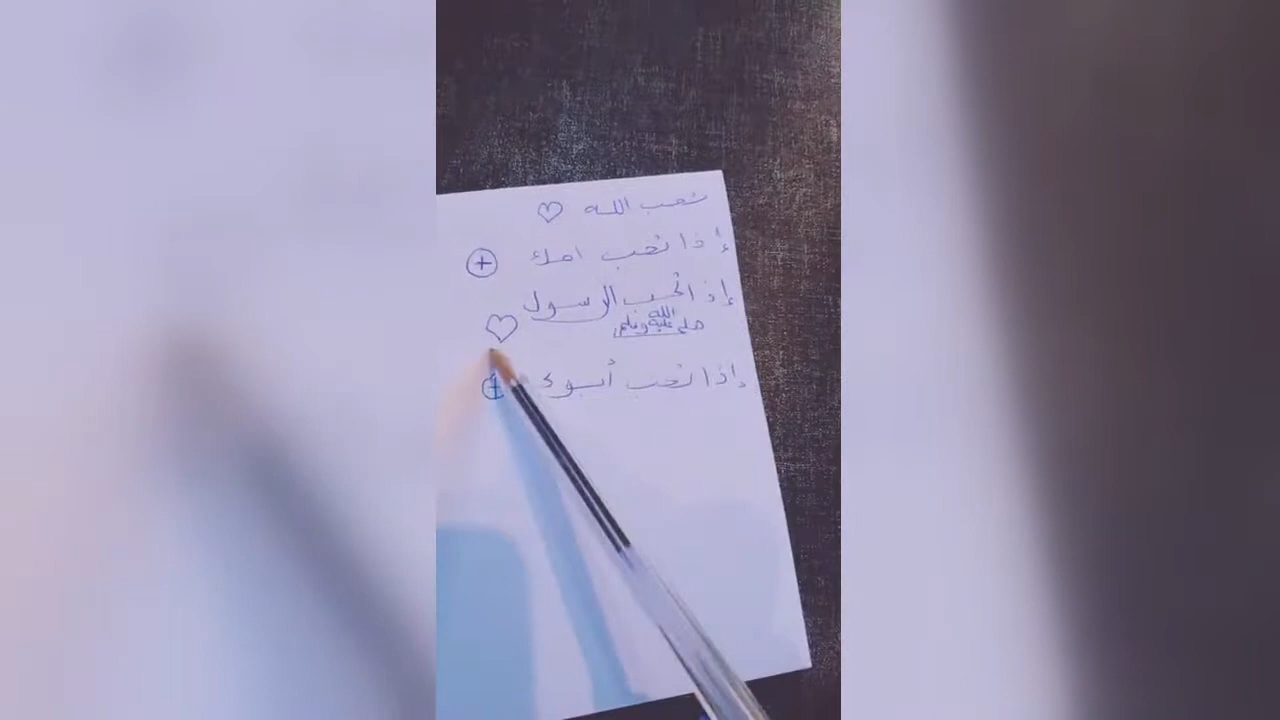 تحب الله ♡
إذا تحب امك ⊕
إذا تحب الرسول
صلى الله عليه وسلم ♡
إذا تحب أبوك ⊕